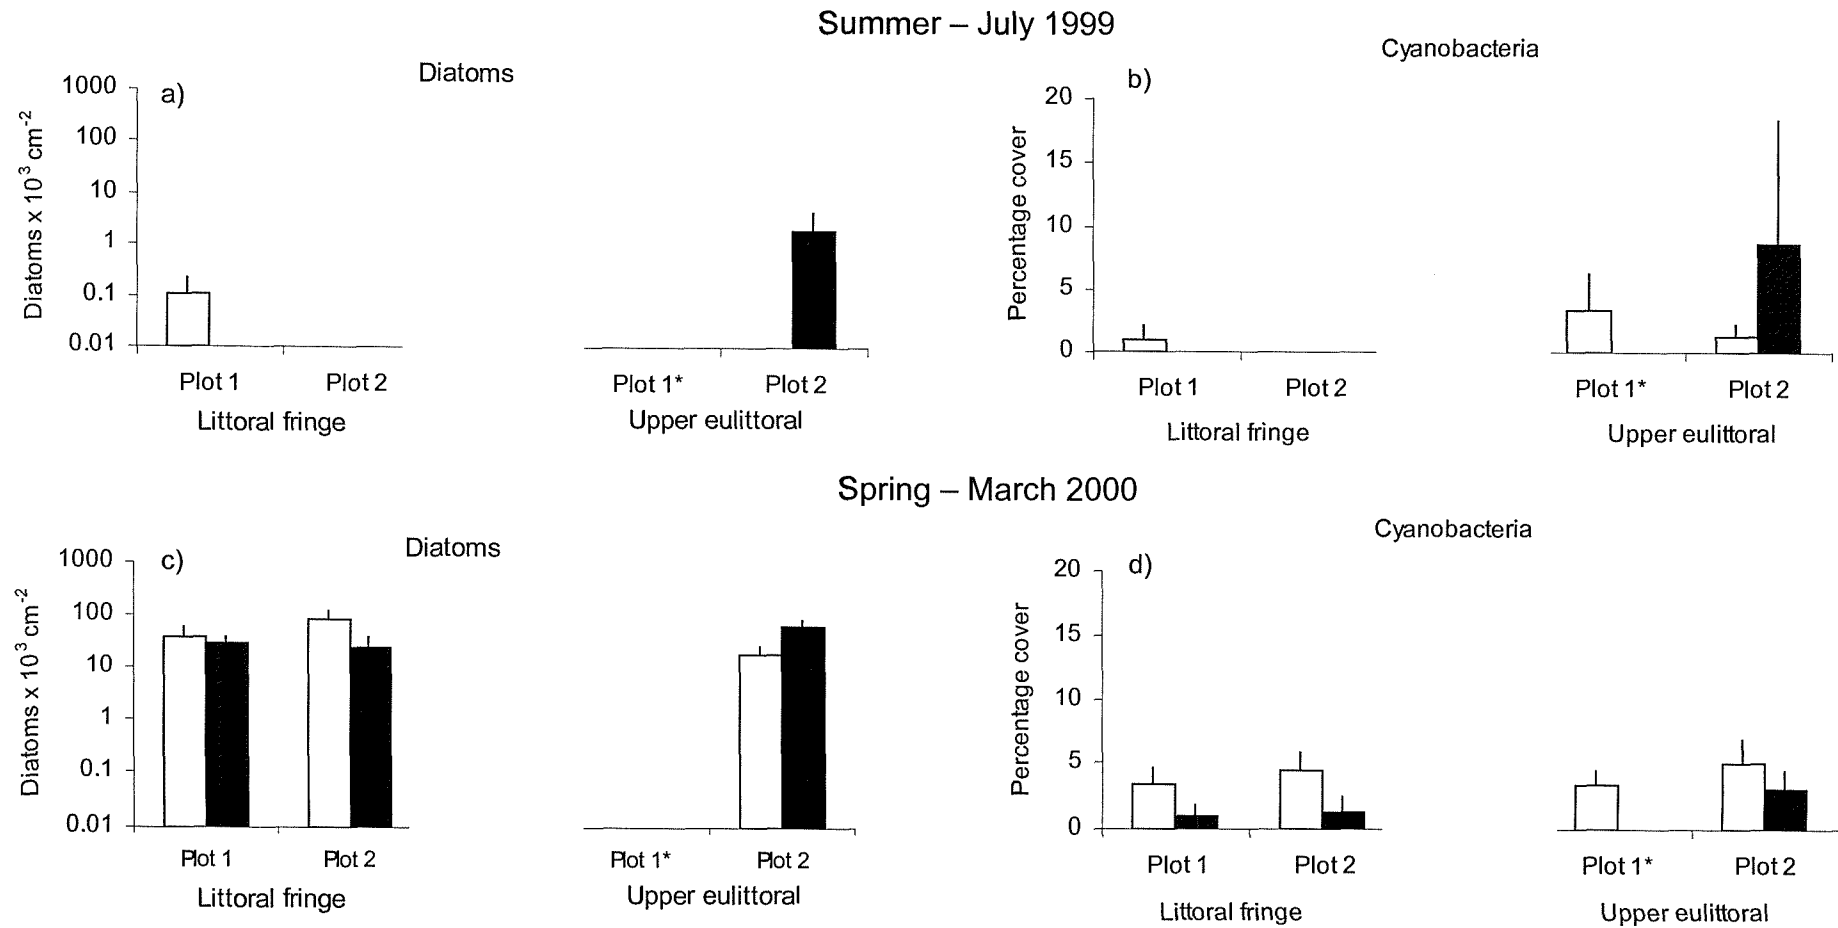 Summer – July 1999
Diatoms
a)
1000
100
10
1
0.1
0.01
Diatoms x 10³ cm⁻²
Plot 1 Plot 2 Plot 1* Plot 2
Littoral fringe Upper eulittoral
Cyanobacteria
b)
20
15
10
5
0
Percentage cover
Plot 1 Plot 2 Plot 1* Plot 2
Littoral fringe Upper eulittoral
Spring – March 2000
Diatoms
c)
1000
100
10
1
0.1
0.01
Diatoms x 10³ cm⁻²
Plot 1 Plot 2 Plot 1* Plot 2
Littoral fringe Upper eulittoral
Cyanobacteria
d)
20
15
10
5
0
Percentage cover
Plot 1 Plot 2 Plot 1* Plot 2
Littoral fringe Upper eulittoral